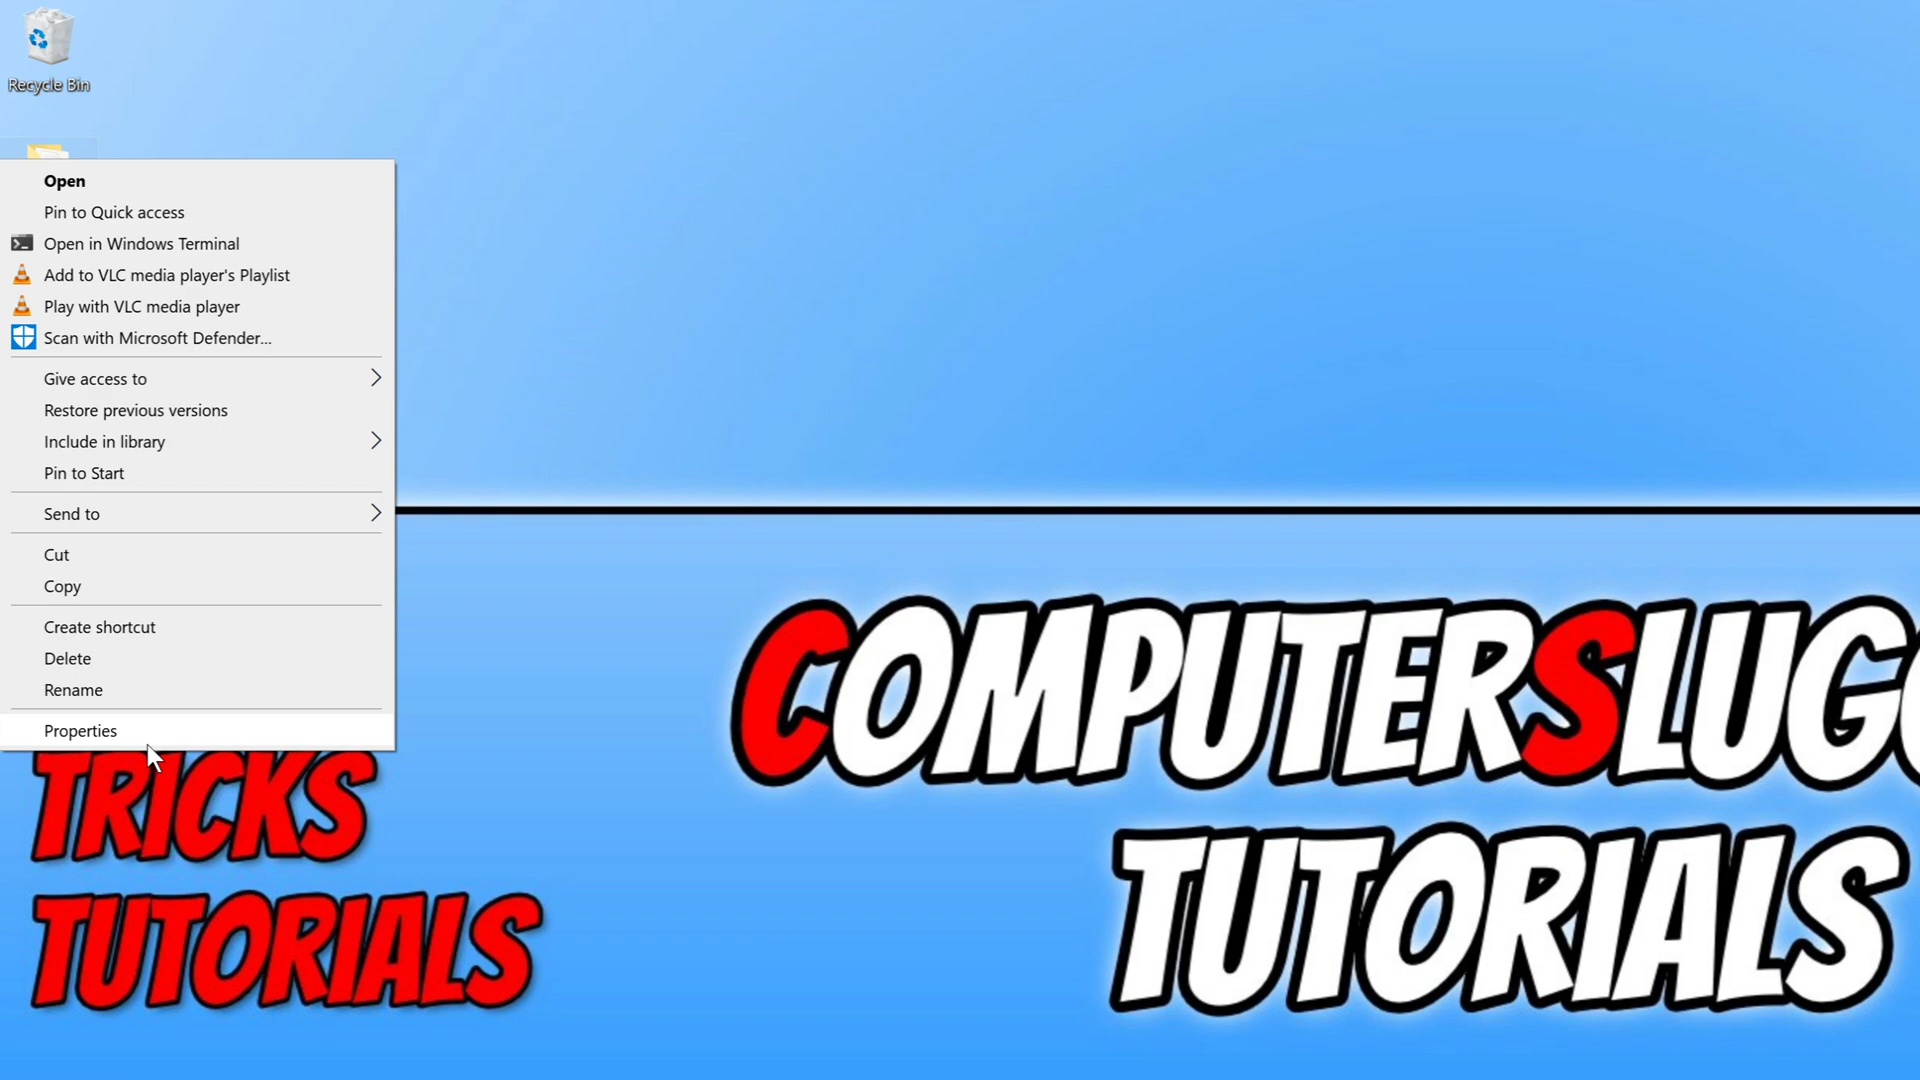 Recycle Bin
Open
Pin to Quick access
Open in Windows Terminal
Add to VLC media player's Playlist
Play with VLC media player
Scan with Microsoft Defender...
Give access to
Restore previous versions
Include in library
Pin to Start
Send to
Cut
Copy
Create shortcut
Delete
Rename
Properties
TRICKS
TUTORIALS
COMPUTERSLUGG
TUTORIALS